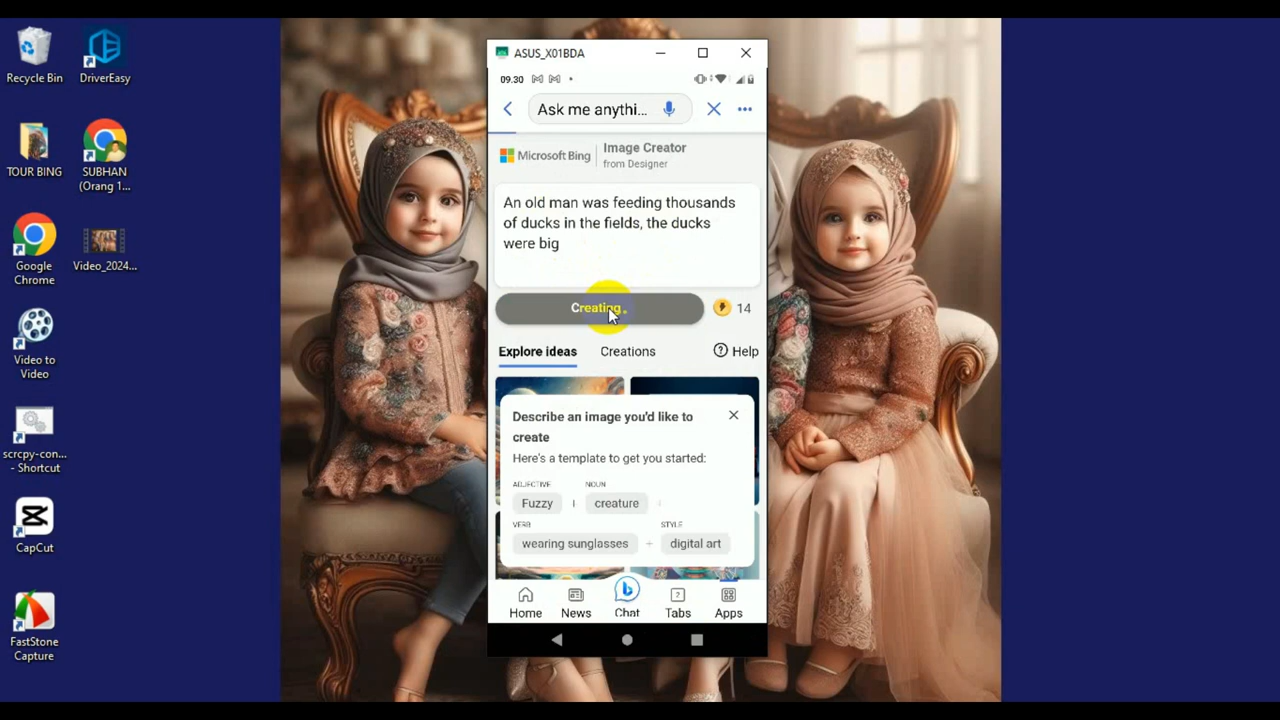 Recycle Bin
DriverEasy
TOUR BING
SUBHAN
(Orang 1...
Google
Chrome
Video_2024...
Video to
Video
scrcpy-con...
- Shortcut
CapCut
FastStone
Capture
ASUS_X01BDA
09.30
Ask me anythi...
Microsoft Bing
Image Creator
from Designer
An old man was feeding thousands
of ducks in the fields, the ducks
were big
Creating..
14
Explore ideas
Creations
Help
Describe an image you'd like to
create
Here's a template to get you started:
ADJECTIVE
NOUN
Fuzzy
+
creature
+
VERB
STYLE
wearing sunglasses
+
digital art
Home
News
Chat
Tabs
Apps